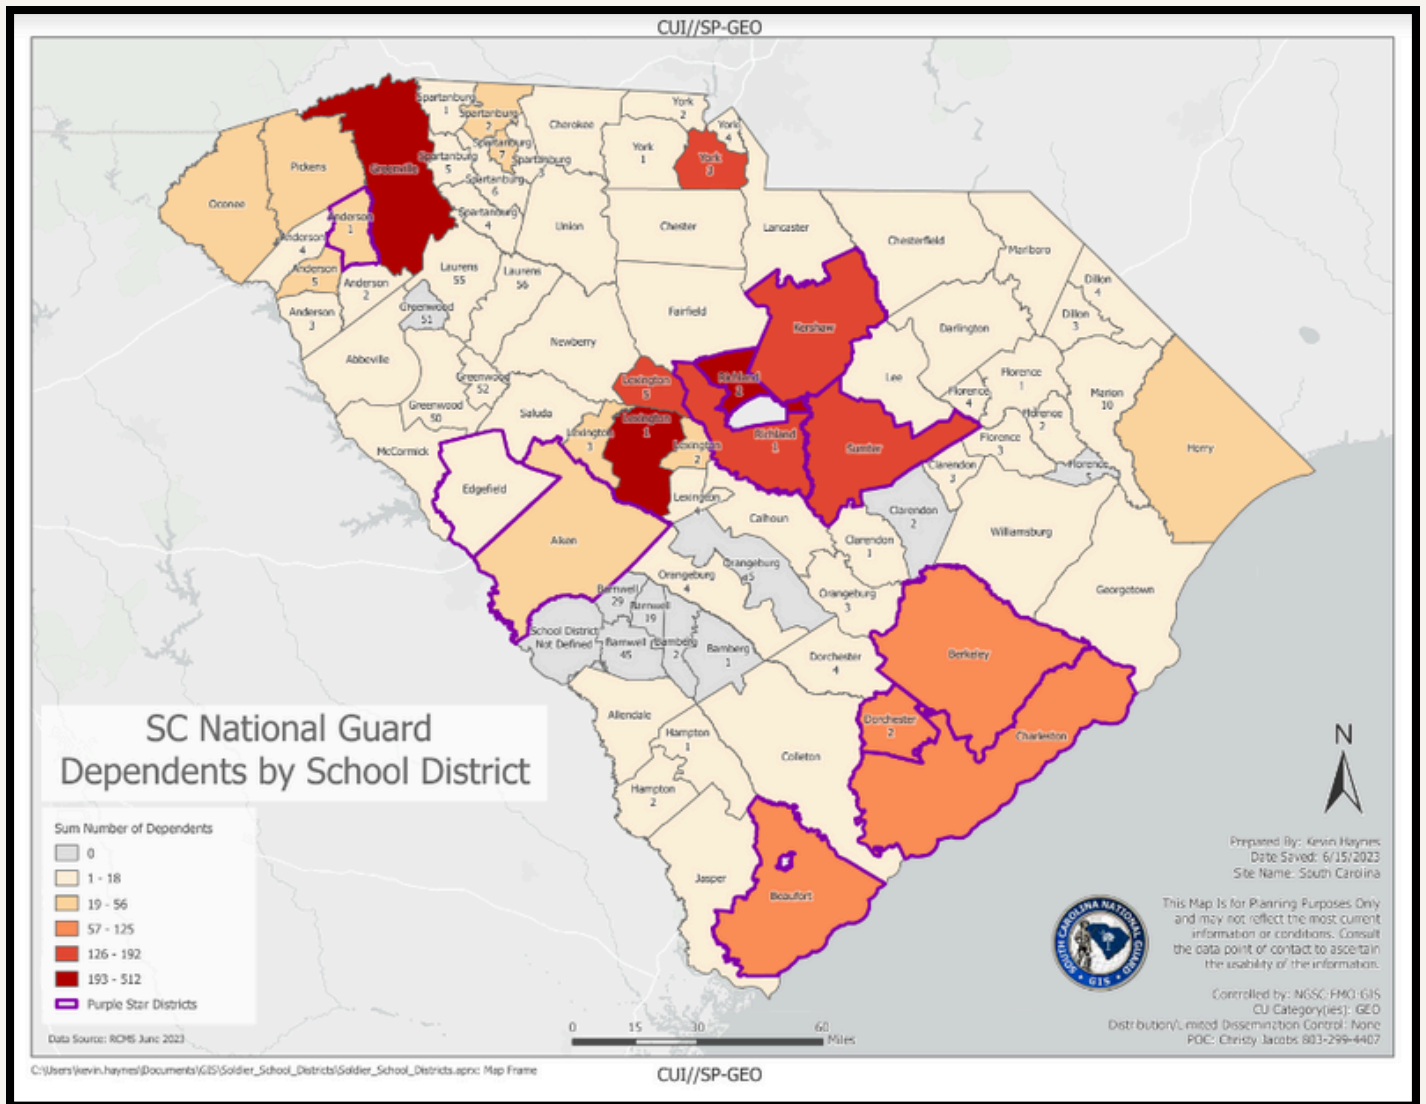 CUI//SP-GEO
Spartanburg
1
Spartanburg
2
Cherokee
York
2
York
4
Spartanburg
7
York
1
York
3
Pickens
Greenville
Spartanburg
5
Spartanburg
3
Spartanburg
6
Oconee
Anderson
1
Spartanburg
4
Union
Chester
Lancaster
Chesterfield
Marlboro
Anderson
4
Anderson
5
Anderson
2
Laurens
55
Laurens
56
Dillon
4
Anderson
3
Greenwood
51
Fairfield
Kershaw
Darlington
Dillon
3
Newberry
Abbeville
Greenwood
52
Lexington
5
Richland
2
Lee
Florence
4
Florence
1
Marion
10
Greenwood
50
Saluda
Lexington
3
Lexington
1
Lexington
2
Richland
1
Sumter
Florence
3
Florence
2
Horry
McCormick
Edgefield
Lexington
4
Clarendon
3
Florence
5
Calhoun
Clarendon
2
Clarendon
1
Williamsburg
Aiken
Orangeburg
4
Orangeburg
5
Orangeburg
3
Georgetown
Barnwell
29
Barnwell
19
School District
Not Defined
Barnwell
45
Bamberg
2
Bamberg
1
Dorchester
4
Berkeley
Allendale
Hampton
1
Colleton
Dorchester
2
Charleston
Hampton
2
Jasper
Beaufort
SC National Guard
Dependents by School District
Sum Number of Dependents
0
1 - 18
19 - 56
57 - 125
126 - 192
193 - 512
Purple Star Districts
Data Source: RCMS June 2023
0 15 30 60
Miles
N
Prepared By: Kevin Haynes
Date Saved: 6/15/2023
Site Name: South Carolina
SOUTH CAROLINA NATIONAL GUARD
GIS
This Map Is for Planning Purposes Only
and may not reflect the most current
information or conditions. Consult
the data point of contact to ascertain
the usability of the information.
Controlled by: NGSC-FMO-GIS
CU Category(ies): GEO
Distribution/Limited Dissemination Control: None
POC: Christy Jacobs 803-299-4407
C:\Users\kevin.haynes\Documents\GIS\Soldier_School_Districts\Soldier_School_Districts.aprx: Map Frame
CUI//SP-GEO